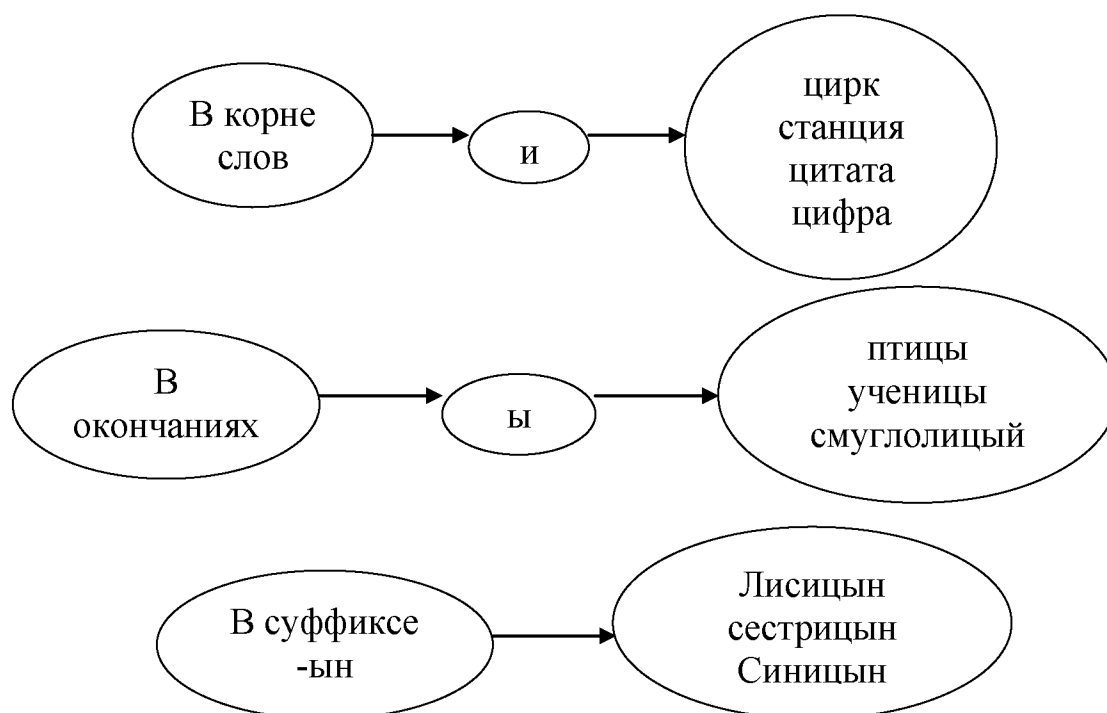 В корне
слов
и
цирк
станция
цитата
цифра
В
окончаниях
ы
птицы
ученицы
смуглолицый
В суффиксе
-ын
Лисицын
сестрицын
Синицын